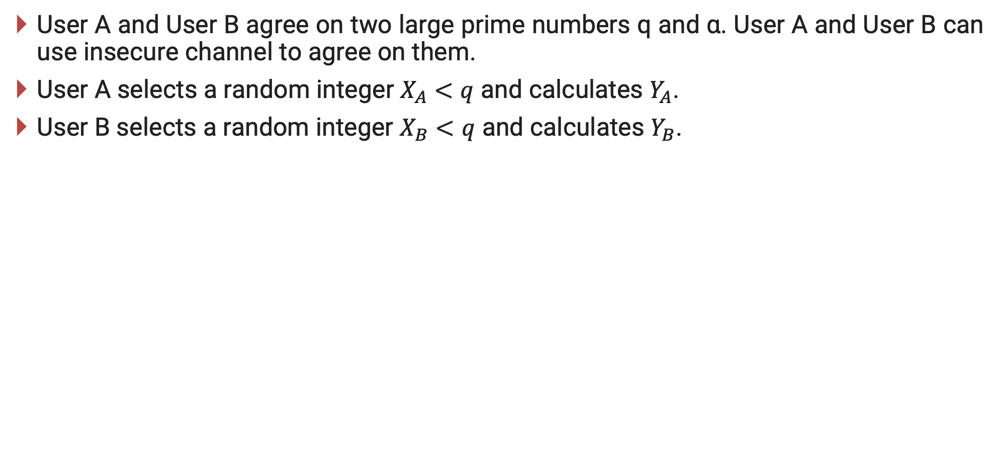 User A and User B agree on two large prime numbers q and α. User A and User B can
use insecure channel to agree on them.
User A selects a random integer X_A < q and calculates Y_A.
User B selects a random integer X_B < q and calculates Y_B.